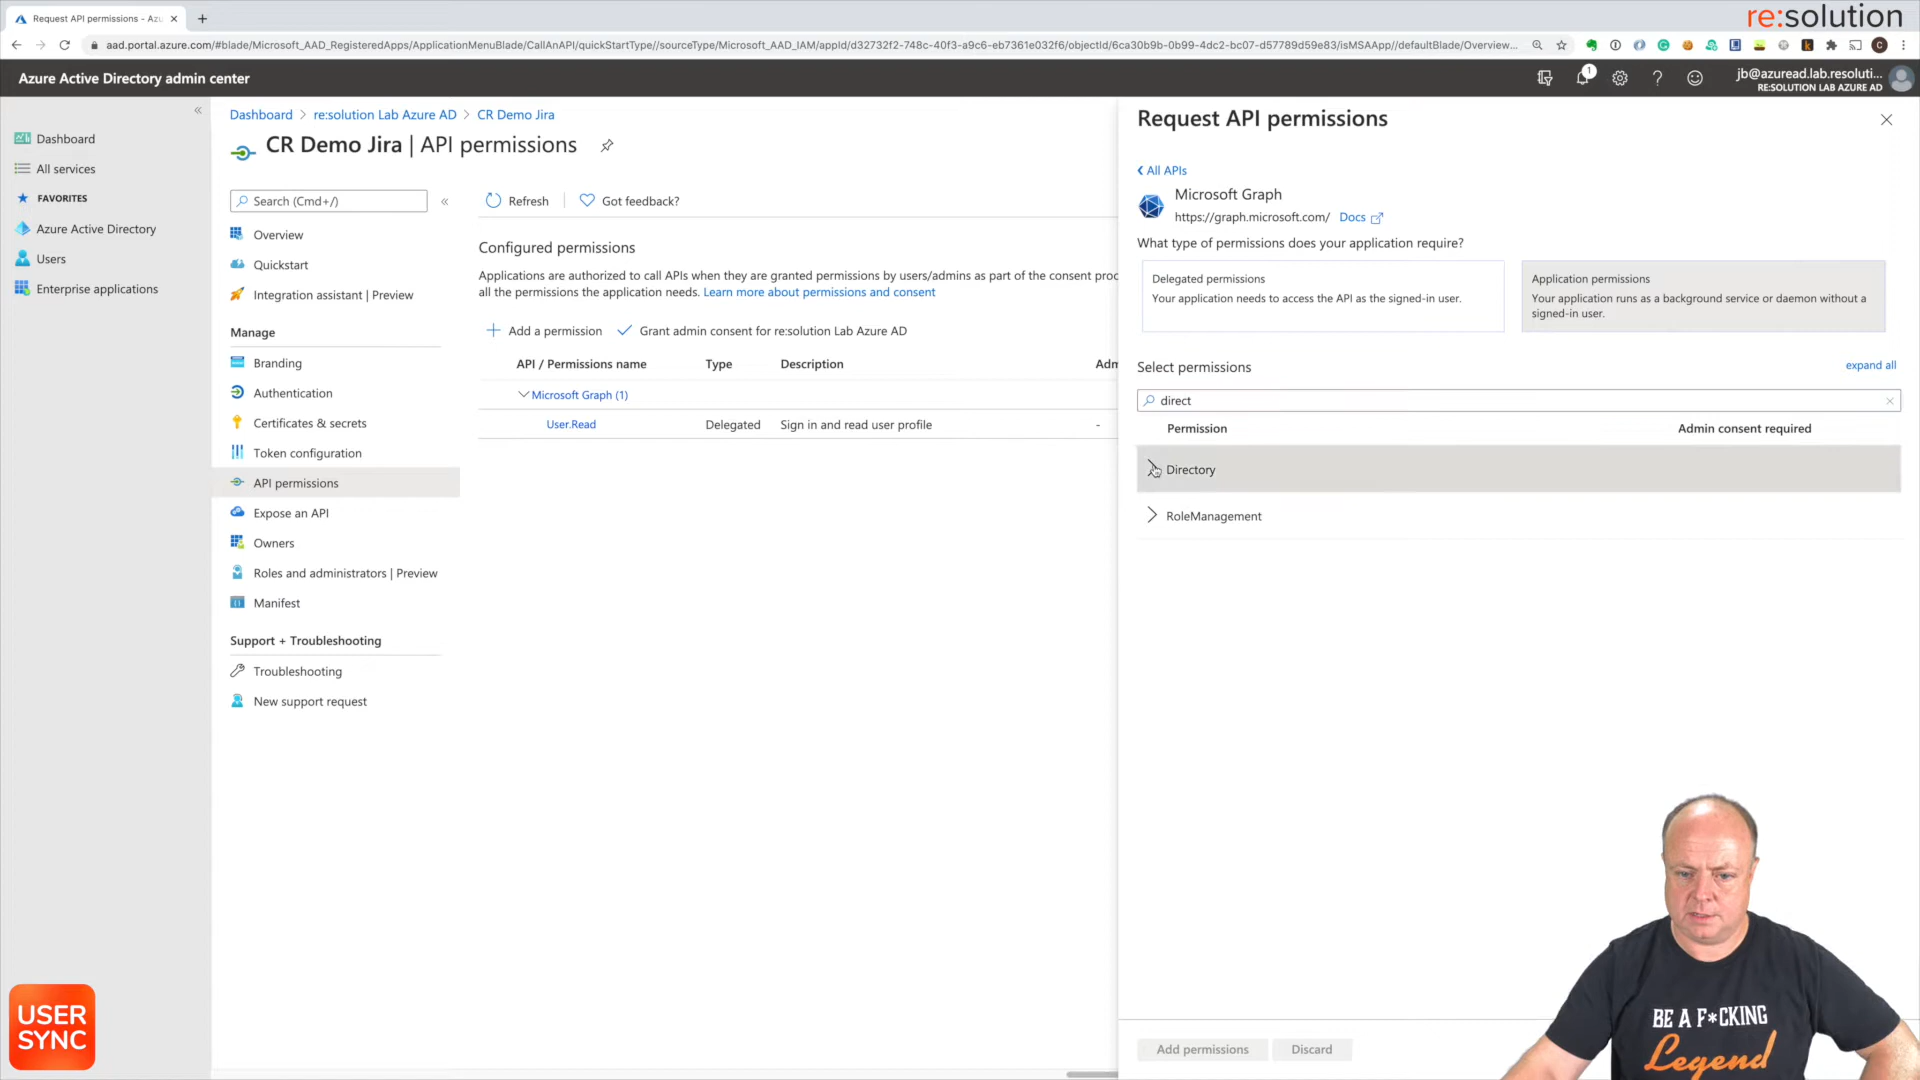 Request API permissions - Azu
re:solution
aad.portal.azure.com/#blade/Microsoft_AAD_RegisteredApps/ApplicationMenuBlade/CallAnAPI/quickStartType//sourceType/Microsoft_AAD_IAM/appId/d32732f2-748c-40f3-a9c6-eb7361e032f6/objectId/6ca30b9b-0b99-4dc2-bc07-d57789d59e83/isMSAApp//defaultBlade/Overview...
Azure Active Directory admin center
1
jb@azuread.lab.resoluti...
RE:SOLUTION LAB AZURE AD
Dashboard
All services
FAVORITES
Azure Active Directory
Users
Enterprise applications
Dashboard > re:solution Lab Azure AD > CR Demo Jira
CR Demo Jira | API permissions
Search (Cmd+/)
Overview
Quickstart
Integration assistant | Preview
Manage
Branding
Authentication
Certificates & secrets
Token configuration
API permissions
Expose an API
Owners
Roles and administrators | Preview
Manifest
Support + Troubleshooting
Troubleshooting
New support request
Refresh
Got feedback?
Configured permissions
Applications are authorized to call APIs when they are granted permissions by users/admins as part of the consent proc
all the permissions the application needs. Learn more about permissions and consent
Add a permission
Grant admin consent for re:solution Lab Azure AD
API / Permissions name Type Description Adm
Microsoft Graph (1)
User.Read Delegated Sign in and read user profile -
Request API permissions
All APIs
Microsoft Graph
https://graph.microsoft.com/ Docs
What type of permissions does your application require?
Delegated permissions
Your application needs to access the API as the signed-in user.
Application permissions
Your application runs as a background service or daemon without a
signed-in user.
Select permissions
expand all
direct
Permission Admin consent required
Directory
RoleManagement
Add permissions
Discard
USER
SYNC
BE A F*CKING
Legend